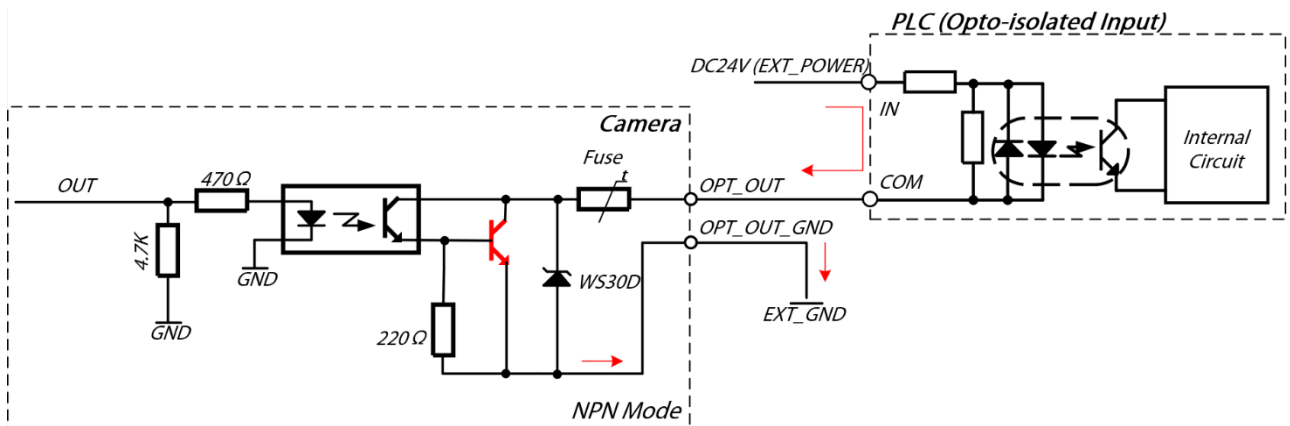 PLC (Opto-isolated Input)
DC24V (EXT_POWER)
IN
Internal
Circuit
Camera
Fuse
t
OUT
470Ω
OPT_OUT
COM
OPT_OUT_GND
4.7K
GND
GND
WS30D
220Ω
EXT_GND
NPN Mode